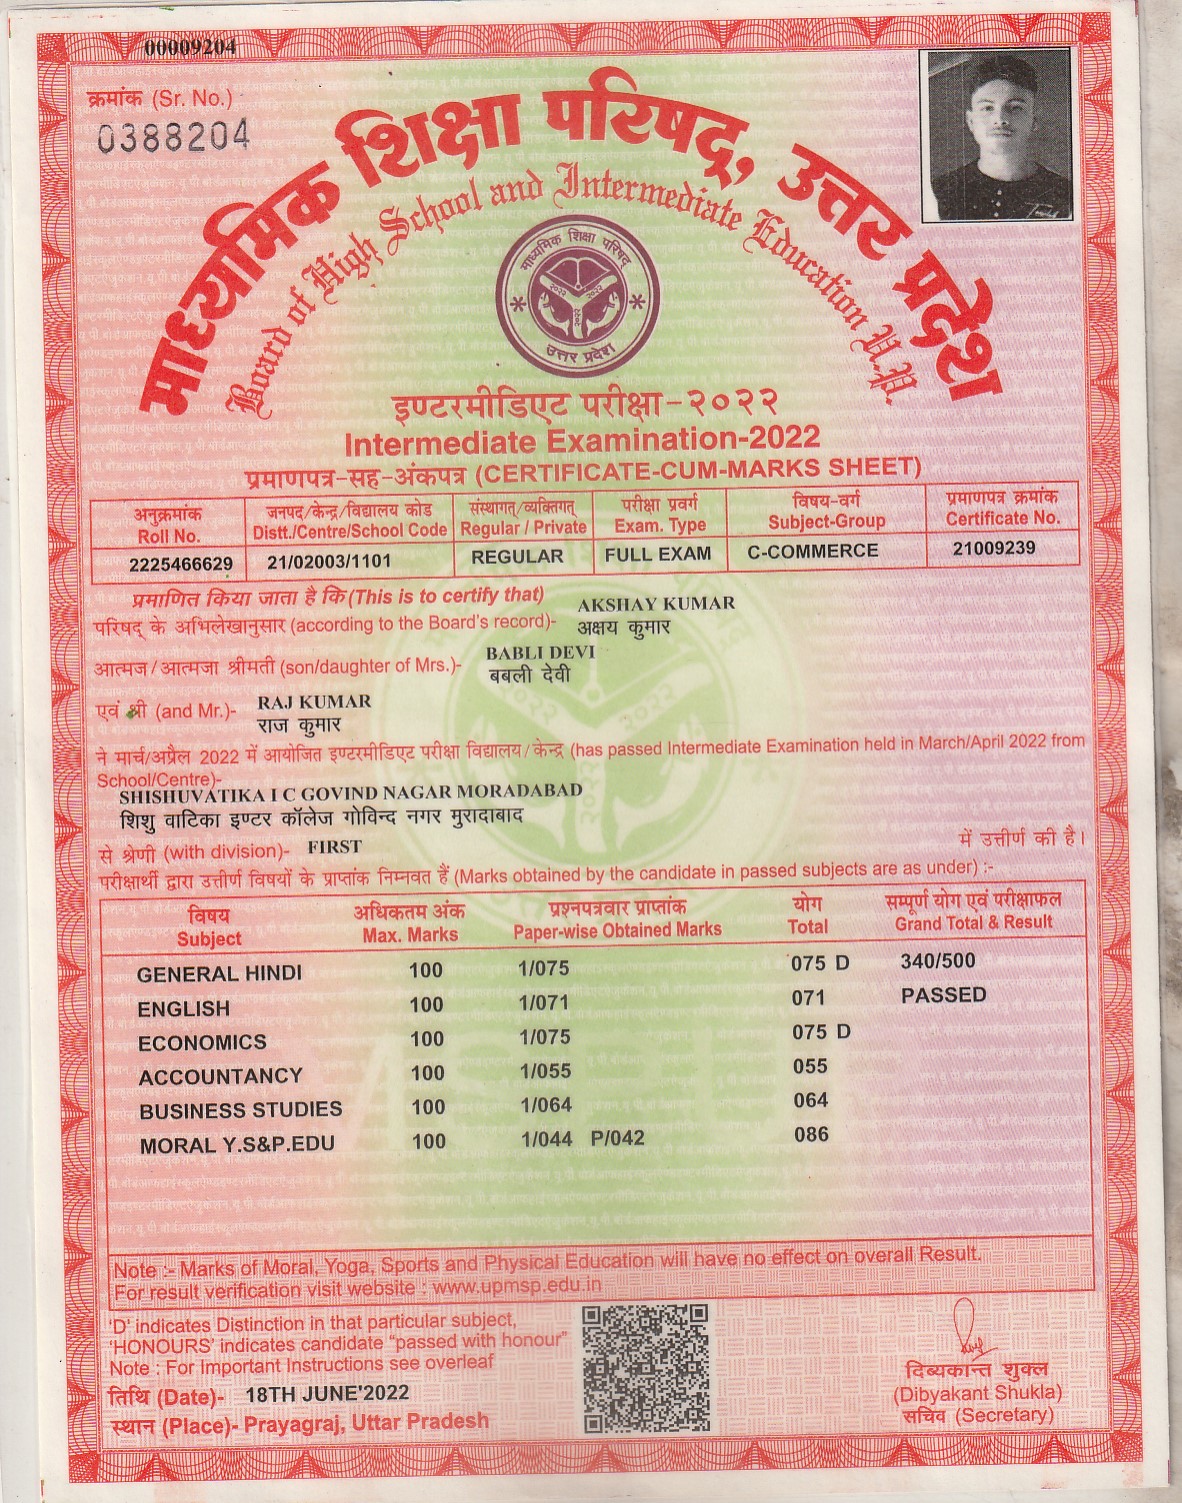 00009204
क्रमांक (Sr. No.)
0388204
माध्यमिक शिक्षा परिषद्, उत्तर प्रदेश
Board of High School and Intermediate Education U.P.
माध्यमिक शिक्षा परिषद्
उत्तर प्रदेश
इण्टरमीडिएट परीक्षा-२०२२
Intermediate Examination-2022
प्रमाणपत्र-सह-अंकपत्र (CERTIFICATE-CUM-MARKS SHEET)
अनुक्रमांक जनपद/केन्द्र/विद्यालय कोड संस्थागत्/व्यक्तिगत् परीक्षा प्रवर्ग विषय-वर्ग प्रमाणपत्र क्रमांक
Roll No. Distt./Centre/School Code Regular / Private Exam. Type Subject-Group Certificate No.
2225466629 21/02003/1101 REGULAR FULL EXAM C-COMMERCE 21009239
प्रमाणित किया जाता है कि (This is to certify that) AKSHAY KUMAR
परिषद् के अभिलेखानुसार (according to the Board's record)- अक्षय कुमार
BABLI DEVI
आत्मज/आत्मजा श्रीमती (son/daughter of Mrs.)- बबली देवी
RAJ KUMAR
एवं श्री (and Mr.)- राज कुमार
ने मार्च/अप्रैल 2022 में आयोजित इण्टरमीडिएट परीक्षा विद्यालय/केन्द्र (has passed Intermediate Examination held in March/April 2022 from
School/Centre)-
SHISHUVATIKA I C GOVIND NAGAR MORADABAD
शिशु वाटिका इण्टर कॉलेज गोविन्द नगर मुरादाबाद
से श्रेणी (with division)- FIRST में उत्तीर्ण की है।
परीक्षार्थी द्वारा उत्तीर्ण विषयों के प्राप्तांक निम्नवत हैं (Marks obtained by the candidate in passed subjects are as under) :-
विषय अधिकतम अंक प्रश्नपत्रवार प्राप्तांक योग सम्पूर्ण योग एवं परीक्षाफल
Subject Max. Marks Paper-wise Obtained Marks Total Grand Total & Result
GENERAL HINDI 100 1/075 075 D 340/500
ENGLISH 100 1/071 071 PASSED
ECONOMICS 100 1/075 075 D
ACCOUNTANCY 100 1/055 055
BUSINESS STUDIES 100 1/064 064
MORAL Y.S&P.EDU 100 1/044 P/042 086
Note :- Marks of Moral, Yoga, Sports and Physical Education will have no effect on overall Result.
For result verification visit website : www.upmsp.edu.in
'D' indicates Distinction in that particular subject,
'HONOURS' indicates candidate "passed with honour"
Note : For Important Instructions see overleaf
तिथि (Date)- 18TH JUNE'2022
स्थान (Place)- Prayagraj, Uttar Pradesh
दिब्यकान्त शुक्ल
(Dibyakant Shukla)
सचिव (Secretary)